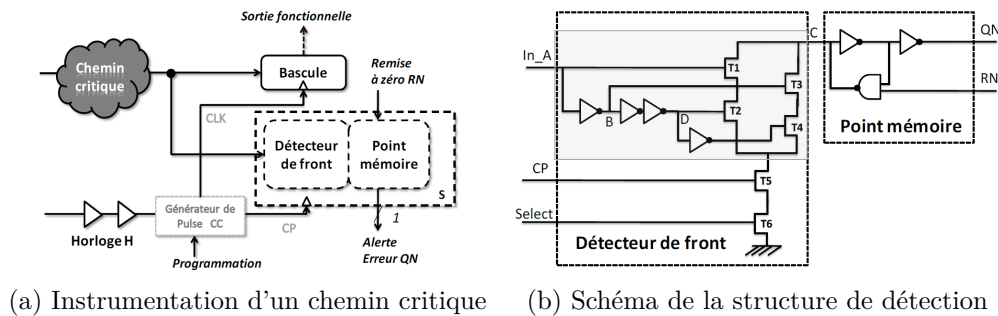 Sortie fonctionnelle
Chemin
critique
Bascule
Remise
à zéro RN
CLK
Détecteur
de front
Point
mémoire
S
Générateur de
Pulse CC
CP
1
Horloge H
Alerte
Erreur QN
Programmation
(a) Instrumentation d'un chemin critique
In_A
C
QN
T1
T3
RN
B
D
T2
T4
Point mémoire
CP
T5
Select
T6
Détecteur de front
(b) Schéma de la structure de détection